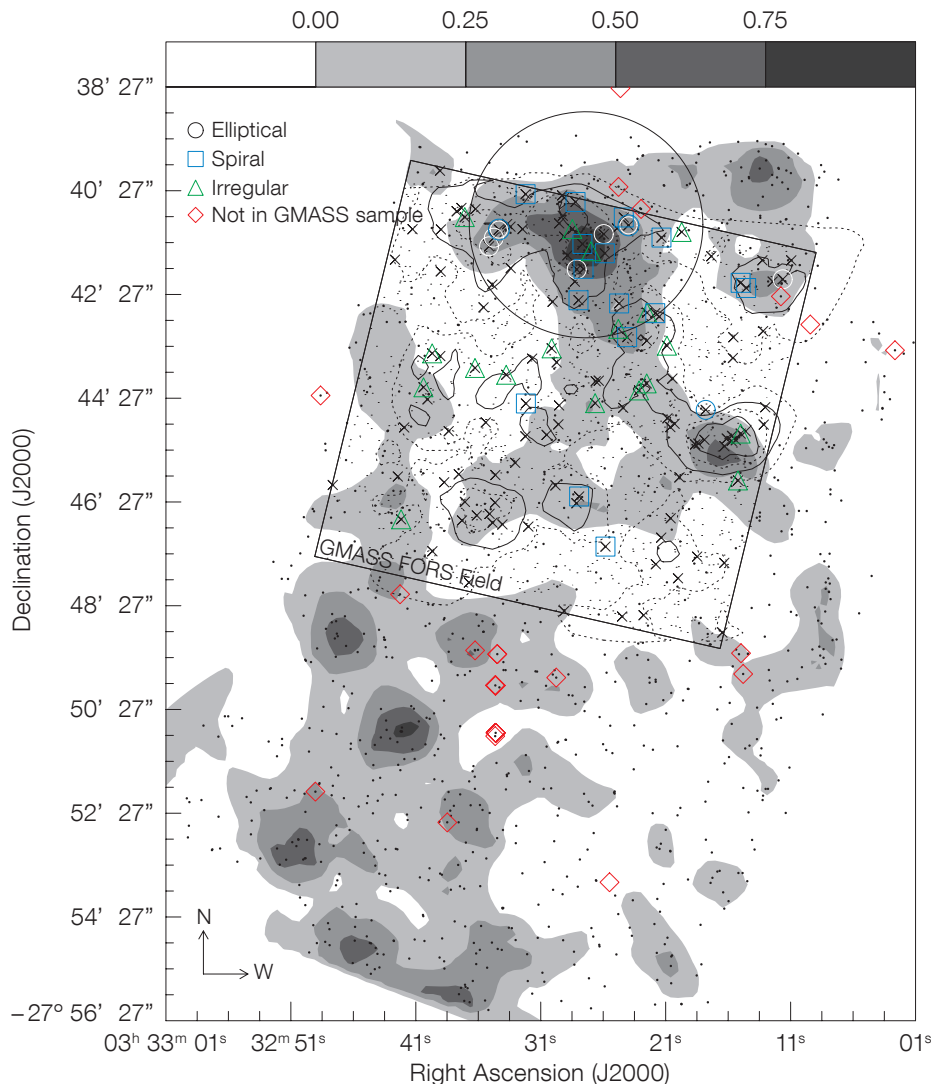 0.00 0.25 0.50 0.75
38′ 27″
Elliptical
Spiral
Irregular
Not in GMASS sample
40′ 27″
42′ 27″
44′ 27″
46′ 27″
GMASS FORS Field
48′ 27″
50′ 27″
52′ 27″
54′ 27″
N
W
−27° 56′ 27″
Declination (J2000)
03ʰ 33ᵐ 01ˢ 32ᵐ 51ˢ 41ˢ 31ˢ 21ˢ 11ˢ 01ˢ
Right Ascension (J2000)